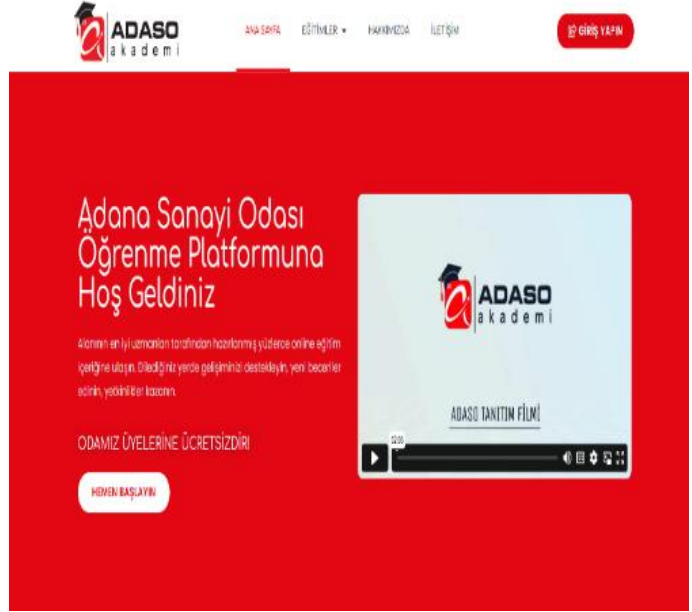 ADASO
akademi
ANA SAYFA EĞİTİMLER HAKKIMIZDA İLETİŞİM GİRİŞ YAPIN
Adana Sanayi Odası
Öğrenme Platformuna
Hoş Geldiniz
Alanının en iyi uzmanları tarafından hazırlanmış yüzlerce online eğitim
içeriğine ulaşın. Dilediğiniz yerde gelişiminizi destekleyin, yeni beceriler
edinin, yetkinlikler kazanın.
ODAMIZ ÜYELERİNE ÜCRETSİZDİR!
HEMEN BAŞLAYIN
ADASO
akademi
ADASO TANITIM FİLMİ